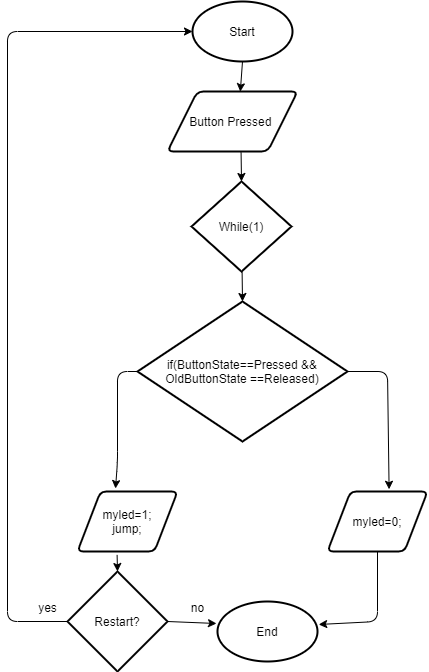 Start
Button Pressed
While(1)
if(ButtonState==Pressed &&
OldButtonState ==Released)
myled=1;
jump;
myled=0;
yes
Restart?
no
End